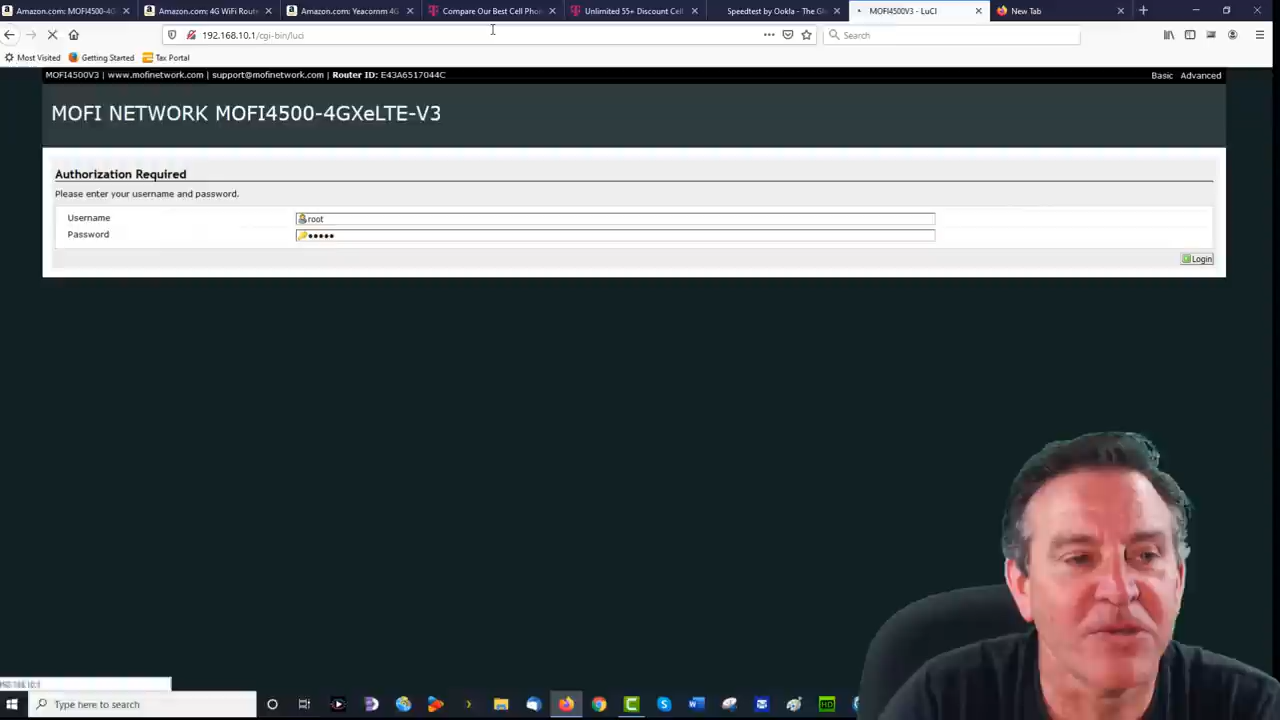 Amazon.com: MOFI4500-4G
Amazon.com: 4G WiFi Route
Amazon.com: Yeacomm 4G
Compare Our Best Cell Phon
Unlimited 55+ Discount Cell
Speedtest by Ookla - The Glo
MOFI4500V3 - LuCI
New Tab
192.168.10.1/cgi-bin/luci
Search
Most Visited
Getting Started
Tax Portal
MOFI4500V3 | www.mofinetwork.com | support@mofinetwork.com | Router ID: E43A6517044C
Basic Advanced
MOFI NETWORK MOFI4500-4GXeLTE-V3
Authorization Required
Please enter your username and password.
Username
root
Password
•••••
Login
Type here to search